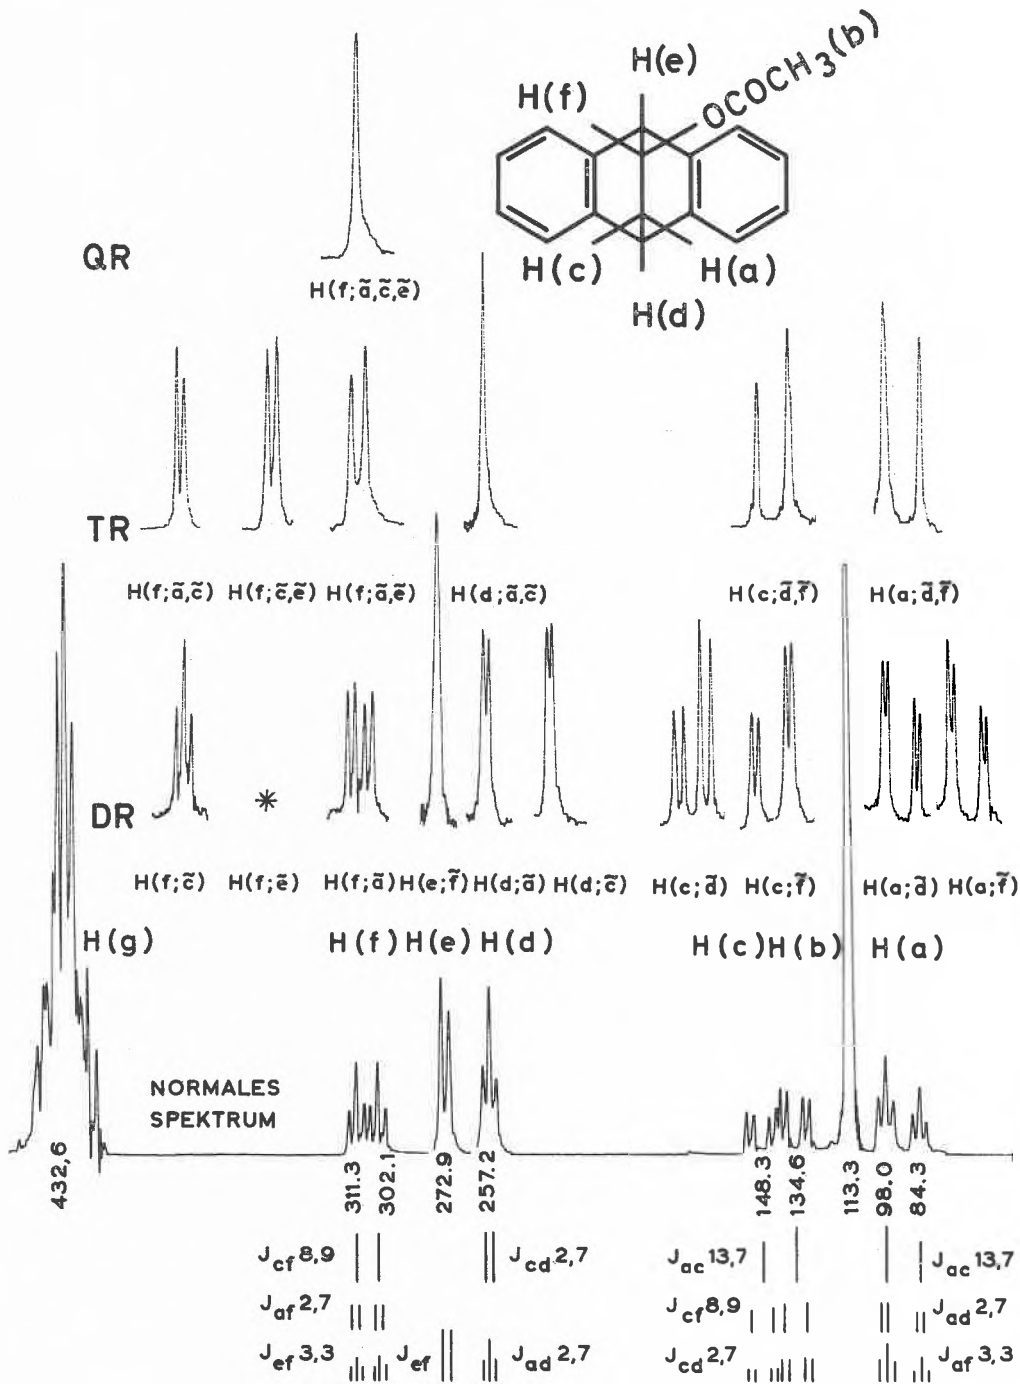 H(e)
OCOCH₃(b)
H(f)
QR
H(c)
H(a)
H(f; ã, c̃, ẽ)
H(d)
TR
H(f; ã, c̃)
H(f; c̃, ẽ)
H(f; ã, ẽ)
H(d; ã, c̃)
H(c; d̃, f̃)
H(a; d̃, f̃)
*
DR
H(f; c̃)
H(f; ẽ)
H(f; ã)
H(e; f̃)
H(d; ã)
H(d; c̃)
H(c; d̃)
H(c; f̃)
H(a; d̃)
H(a; f̃)
H(g)
H(f)
H(e)
H(d)
H(c)
H(b)
H(a)
NORMALES
SPEKTRUM
432,6
311.3
302.1
272.9
257.2
148.3
134.6
113.3
98.0
84.3
Jcf 8,9
Jcd 2,7
Jac 13,7
Jac 13,7
Jaf 2,7
Jcf 8,9
Jad 2,7
Jef 3,3
Jef
Jad 2,7
Jcd 2,7
Jaf 3,3